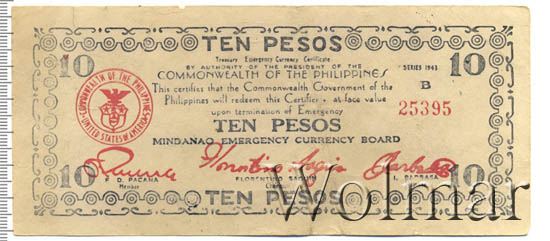 TEN PESOS
Treasury Emergency Currency Certificate
BY AUTHORITY OF THE PRESIDENT OF THE
COMMONWEALTH OF THE PHILIPPINES
SERIES 1943
10
10
B
25395
COMMONWEALTH OF THE PHILIPPINES
UNITED STATES OF AMERICA
This certifies that the Commonwealth Government of the
Philippines will redeem this Certificate at face value
upon termination of Emergency
TEN PESOS
MINDANAO EMERGENCY CURRENCY BOARD
10
10
F. D. PACANA
Member
FLORENTINO SAGUIN
I. BARBASA
TEN PESOS
Wolmar